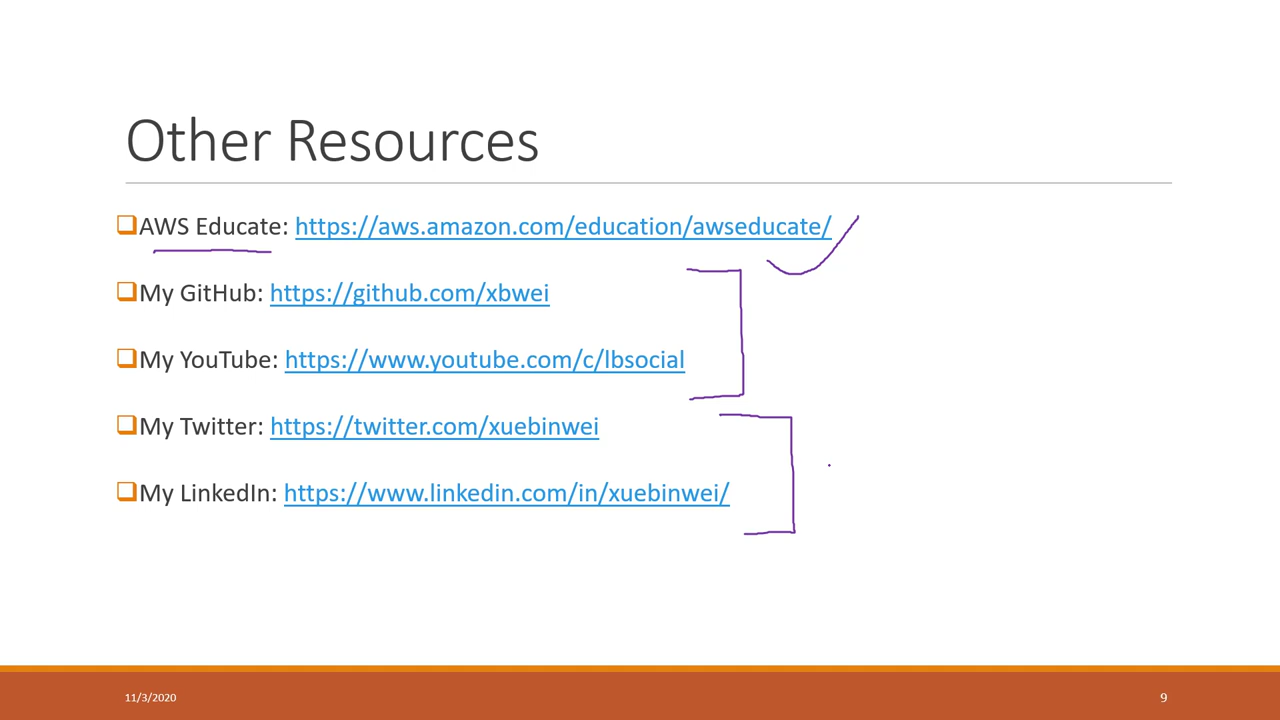 Other Resources
AWS Educate: https://aws.amazon.com/education/awseducate/
My GitHub: https://github.com/xbwei
My YouTube: https://www.youtube.com/c/lbsocial
My Twitter: https://twitter.com/xuebinwei
My LinkedIn: https://www.linkedin.com/in/xuebinwei/
11/3/2020
9